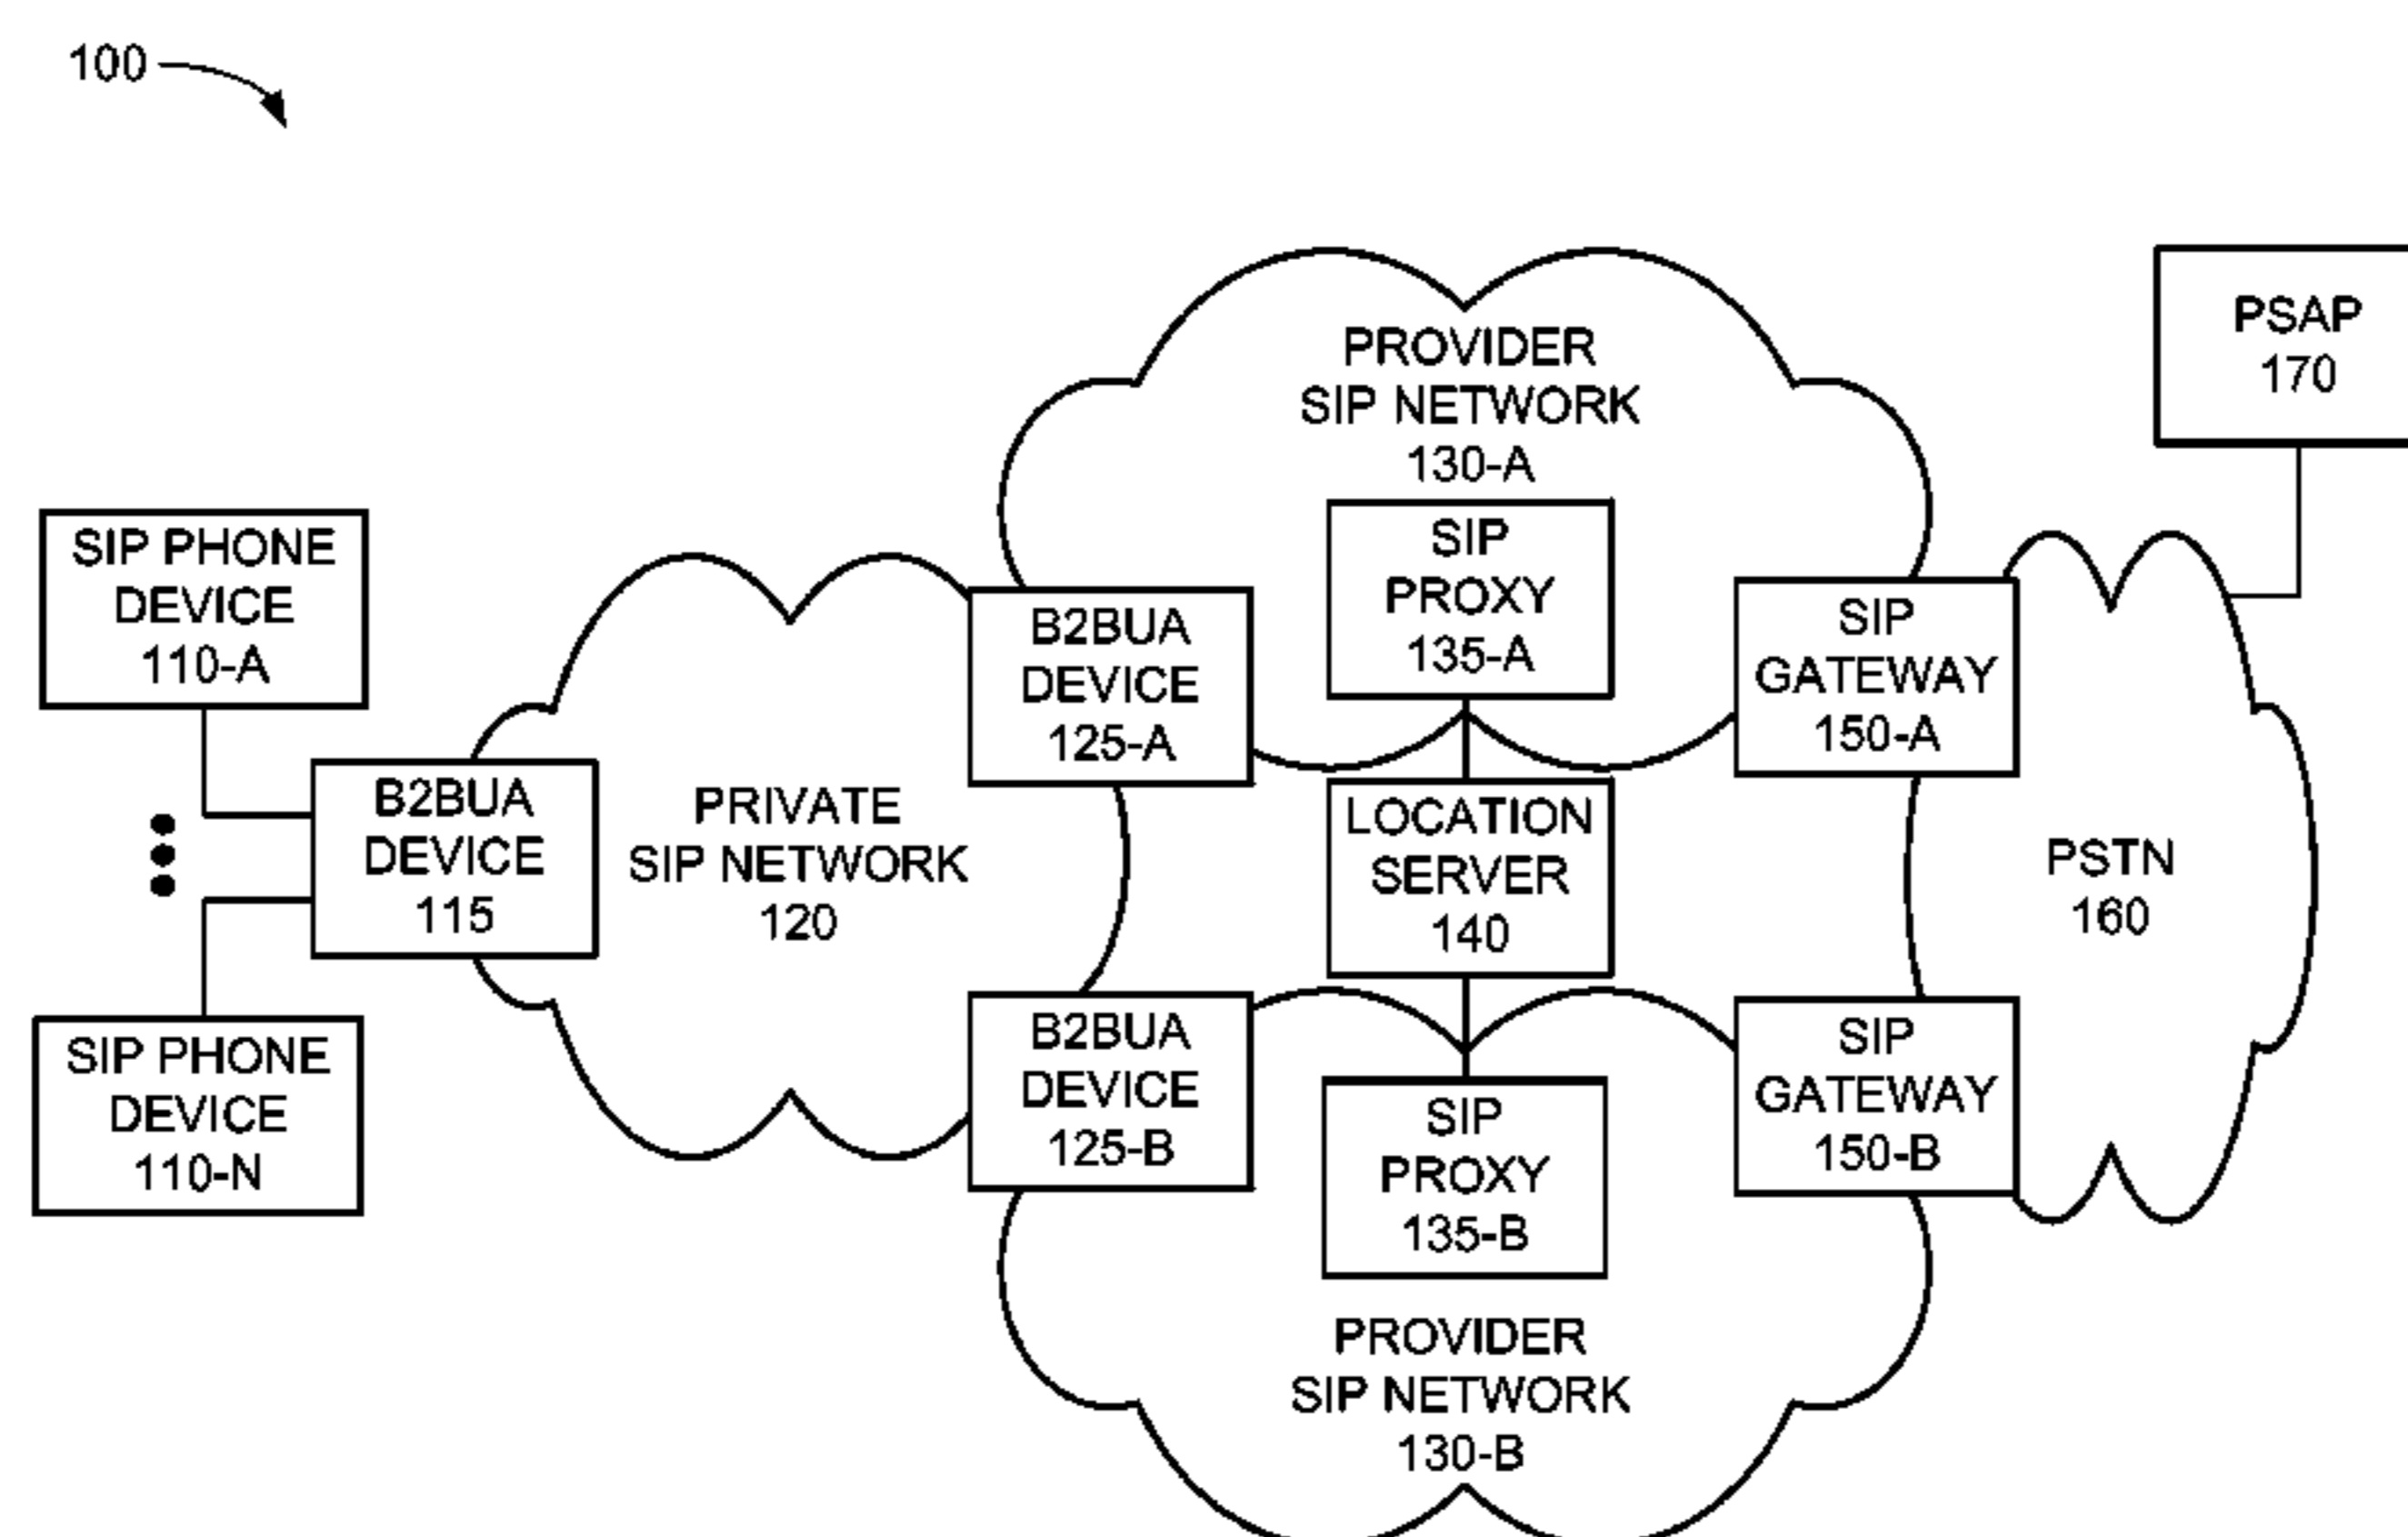 100
PROVIDER
SIP NETWORK
130-A
PSAP
170
SIP PHONE
DEVICE
110-A
SIP
PROXY
135-A
B2BUA
DEVICE
125-A
SIP
GATEWAY
150-A
B2BUA
DEVICE
115
PRIVATE
SIP NETWORK
120
LOCATION
SERVER
140
PSTN
160
SIP PHONE
DEVICE
110-N
B2BUA
DEVICE
125-B
SIP
PROXY
135-B
SIP
GATEWAY
150-B
PROVIDER
SIP NETWORK
130-B